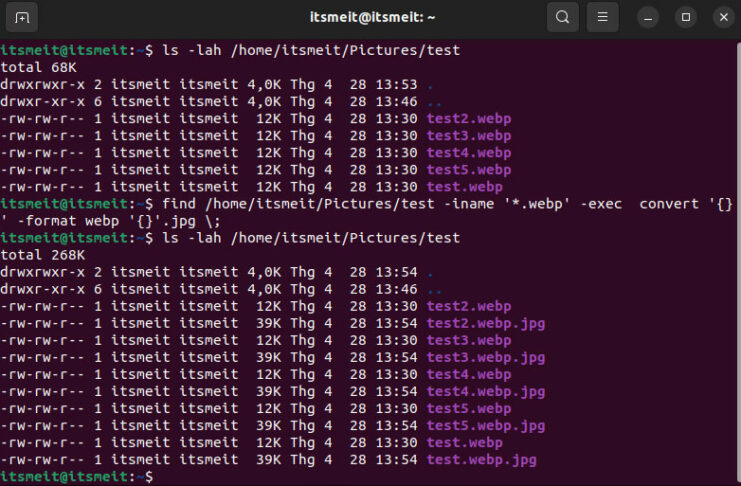 itsmeit@itsmeit: ~
itsmeit@itsmeit:~$ ls -lah /home/itsmeit/Pictures/test
total 68K
drwxrwxr-x 2 itsmeit itsmeit 4,0K Thg 4  28 13:53 .
drwxr-xr-x 6 itsmeit itsmeit 4,0K Thg 4  28 13:46 ..
-rw-rw-r-- 1 itsmeit itsmeit  12K Thg 4  28 13:30 test2.webp
-rw-rw-r-- 1 itsmeit itsmeit  12K Thg 4  28 13:30 test3.webp
-rw-rw-r-- 1 itsmeit itsmeit  12K Thg 4  28 13:30 test4.webp
-rw-rw-r-- 1 itsmeit itsmeit  12K Thg 4  28 13:30 test5.webp
-rw-rw-r-- 1 itsmeit itsmeit  12K Thg 4  28 13:30 test.webp
itsmeit@itsmeit:~$ find /home/itsmeit/Pictures/test -iname '*.webp' -exec  convert '{}
' -format webp '{}'.jpg \;
itsmeit@itsmeit:~$ ls -lah /home/itsmeit/Pictures/test
total 268K
drwxrwxr-x 2 itsmeit itsmeit 4,0K Thg 4  28 13:54 .
drwxr-xr-x 6 itsmeit itsmeit 4,0K Thg 4  28 13:46 ..
-rw-rw-r-- 1 itsmeit itsmeit  12K Thg 4  28 13:30 test2.webp
-rw-rw-r-- 1 itsmeit itsmeit  39K Thg 4  28 13:54 test2.webp.jpg
-rw-rw-r-- 1 itsmeit itsmeit  12K Thg 4  28 13:30 test3.webp
-rw-rw-r-- 1 itsmeit itsmeit  39K Thg 4  28 13:54 test3.webp.jpg
-rw-rw-r-- 1 itsmeit itsmeit  12K Thg 4  28 13:30 test4.webp
-rw-rw-r-- 1 itsmeit itsmeit  39K Thg 4  28 13:54 test4.webp.jpg
-rw-rw-r-- 1 itsmeit itsmeit  12K Thg 4  28 13:30 test5.webp
-rw-rw-r-- 1 itsmeit itsmeit  39K Thg 4  28 13:54 test5.webp.jpg
-rw-rw-r-- 1 itsmeit itsmeit  12K Thg 4  28 13:30 test.webp
-rw-rw-r-- 1 itsmeit itsmeit  39K Thg 4  28 13:54 test.webp.jpg
itsmeit@itsmeit:~$